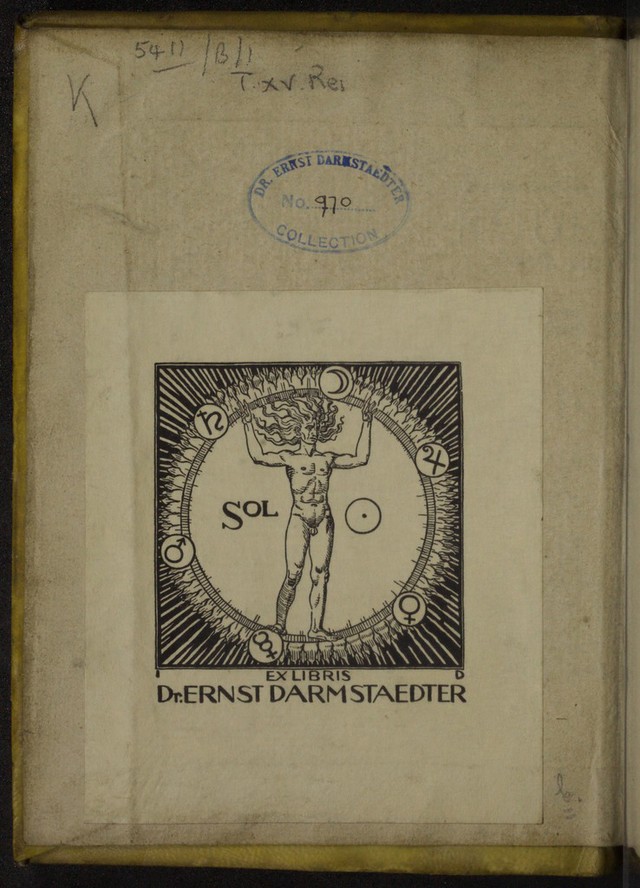 5411 /B/1
T. xv. Rei
K
DR. ERNST DARMSTAEDTER
No. 970
COLLECTION
SOL
EX LIBRIS
Dr. ERNST DARMSTAEDTER